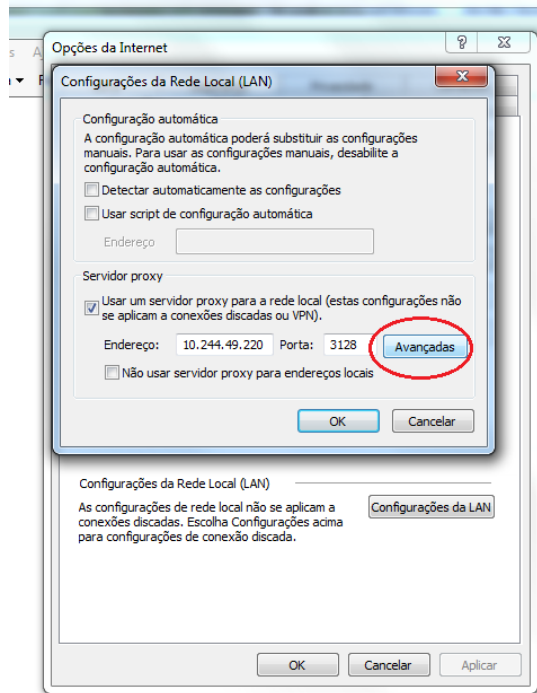 Opções da Internet
Configurações da Rede Local (LAN)
Configuração automática
A configuração automática poderá substituir as configurações
manuais. Para usar as configurações manuais, desabilite a
configuração automática.
Detectar automaticamente as configurações
Usar script de configuração automática
Endereço
Servidor proxy
Usar um servidor proxy para a rede local (estas configurações não
se aplicam a conexões discadas ou VPN).
Endereço: 10.244.49.220 Porta: 3128 Avançadas
Não usar servidor proxy para endereços locais
OK Cancelar
Configurações da Rede Local (LAN)
As configurações de rede local não se aplicam a
conexões discadas. Escolha Configurações acima
para configurações de conexão discada.
Configurações da LAN
OK Cancelar Aplicar